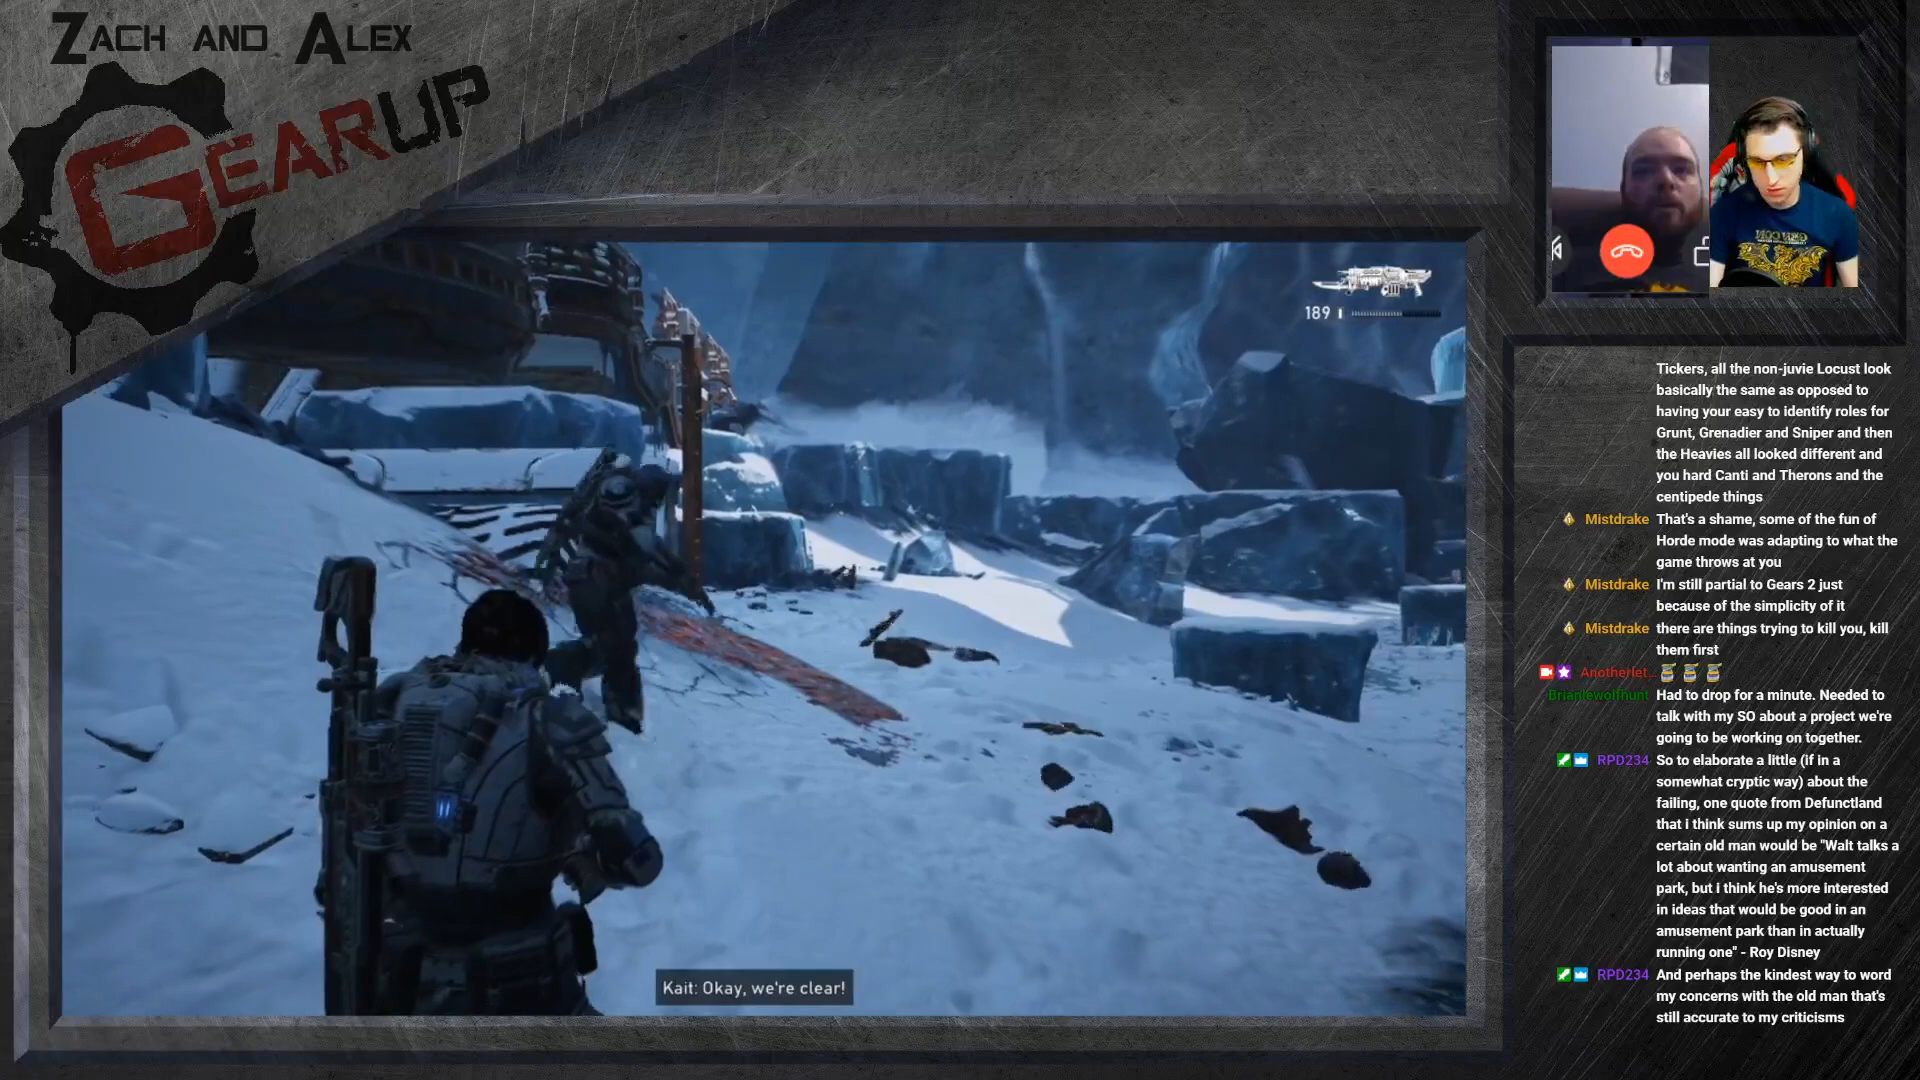 Zach and Alex
GearUp
189
Kait: Okay, we're clear!
Tickers, all the non-juvie Locust look
basically the same as opposed to
having your easy to identify roles for
Grunt, Grenadier and Sniper and then
the Heavies all looked different and
you hard Canti and Therons and the
centipede things
Mistdrake That's a shame, some of the fun of
Horde mode was adapting to what the
game throws at you
Mistdrake I'm still partial to Gears 2 just
because of the simplicity of it
Mistdrake there are things trying to kill you, kill
them first
Anotherlet...
Brianlewolfhunt Had to drop for a minute. Needed to
talk with my SO about a project we're
going to be working on together.
RPD234 So to elaborate a little (if in a
somewhat cryptic way) about the
failing, one quote from Defunctland
that i think sums up my opinion on a
certain old man would be "Walt talks a
lot about wanting an amusement
park, but i think he's more interested
in ideas that would be good in an
amusement park than in actually
running one" - Roy Disney
RPD234 And perhaps the kindest way to word
my concerns with the old man that's
still accurate to my criticisms